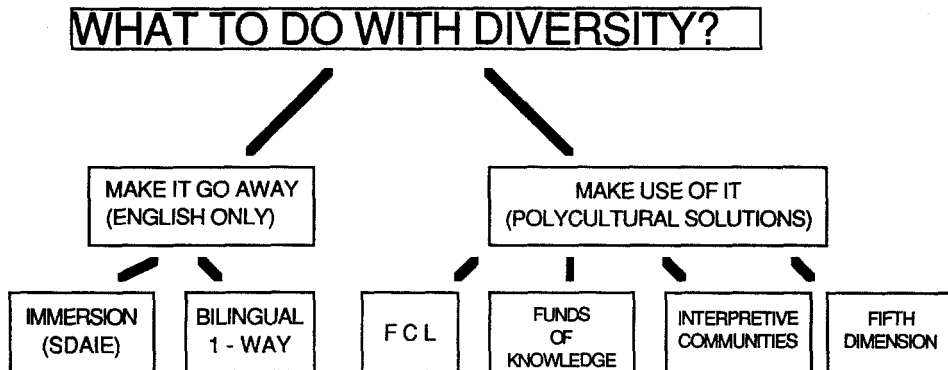 WHAT TO DO WITH DIVERSITY?
MAKE IT GO AWAY
(ENGLISH ONLY)
MAKE USE OF IT
(POLYCULTURAL SOLUTIONS)
IMMERSION
(SDAIE)
BILINGUAL
1 - WAY
F C L
FUNDS
OF
KNOWLEDGE
INTERPRETIVE
COMMUNITIES
FIFTH
DIMENSION